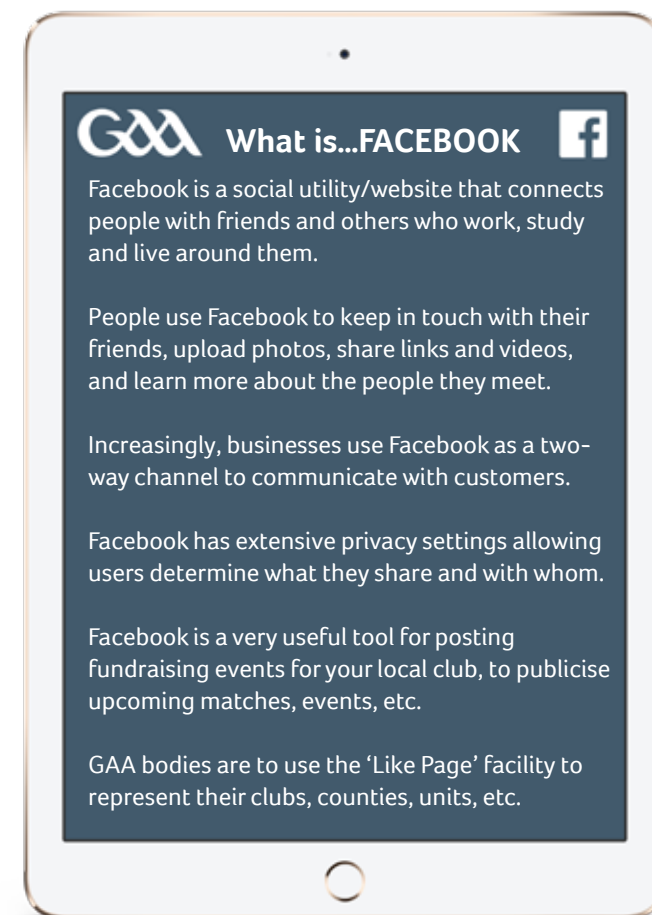 GAA What is...FACEBOOK f
Facebook is a social utility/website that connects
people with friends and others who work, study
and live around them.
People use Facebook to keep in touch with their
friends, upload photos, share links and videos,
and learn more about the people they meet.
Increasingly, businesses use Facebook as a two-
way channel to communicate with customers.
Facebook has extensive privacy settings allowing
users determine what they share and with whom.
Facebook is a very useful tool for posting
fundraising events for your local club, to publicise
upcoming matches, events, etc.
GAA bodies are to use the ‘Like Page’ facility to
represent their clubs, counties, units, etc.